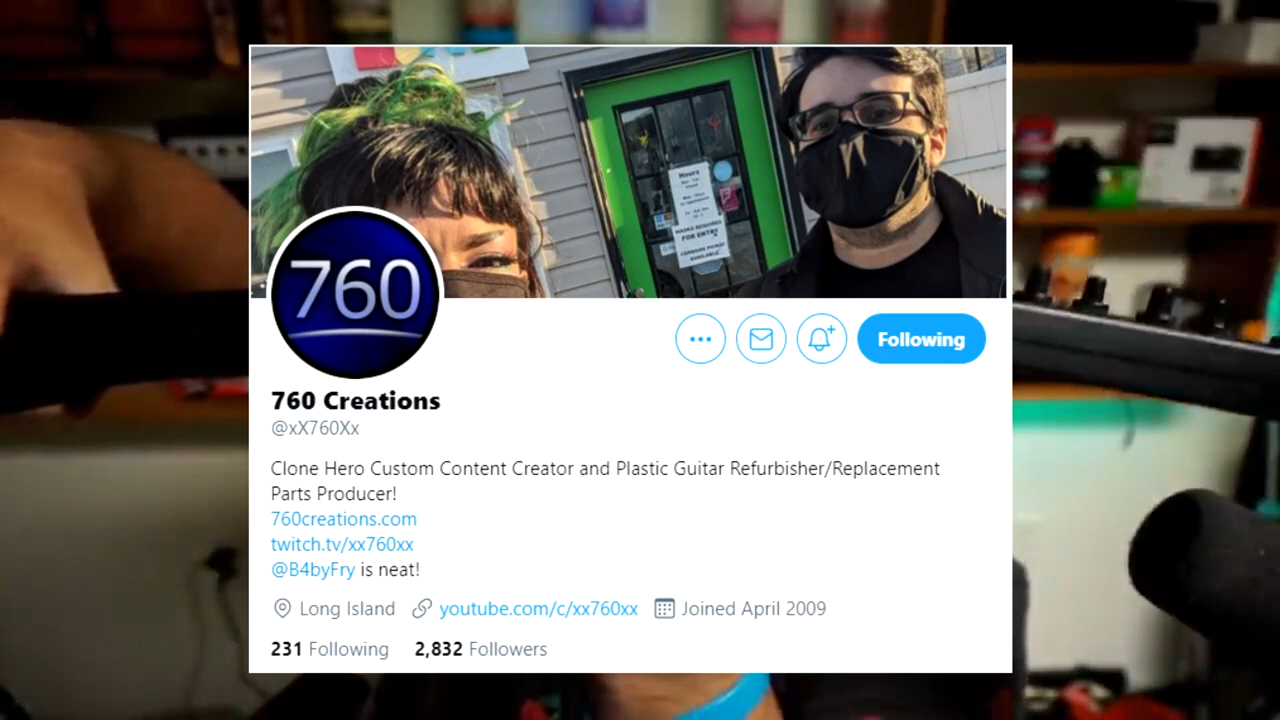 Hours
MASKS REQUIRED
FOR ENTRY
CURBSIDE PICKUP
AVAILABLE
760
Following
760 Creations
@xX760Xx
Clone Hero Custom Content Creator and Plastic Guitar Refurbisher/Replacement
Parts Producer!
760creations.com
twitch.tv/xx760xx
@B4byFry is neat!
Long Island youtube.com/c/xx760xx Joined April 2009
231 Following 2,832 Followers